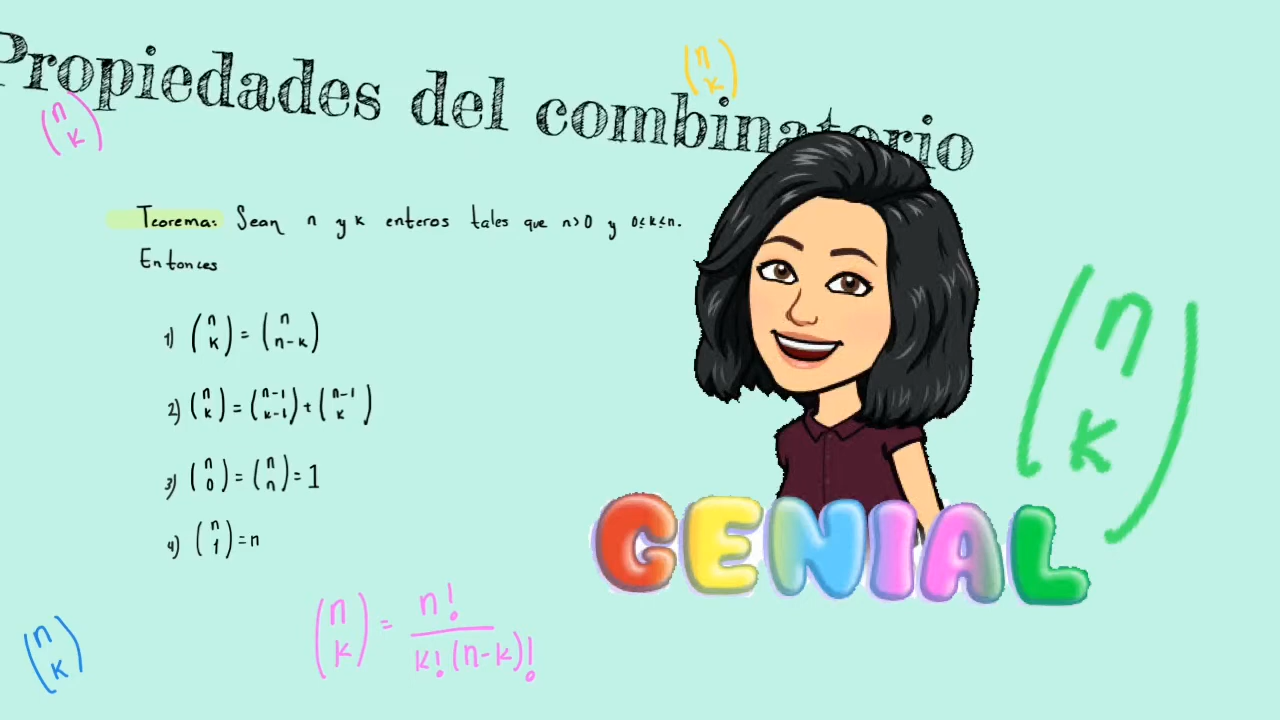 Propiedades del combinatorio
(n k)
(n k)
Teorema: Sean n y k enteros tales que n>0 y 0≤k≤n.
Entonces
1) (n k) = (n n-k)
2) (n k) = (n-1 k-1) + (n-1 k)
3) (n 0) = (n n) = 1
4) (n 1) = n
(n k)
GENIAL
(n k) = n! / k!(n-k)!
(n k)